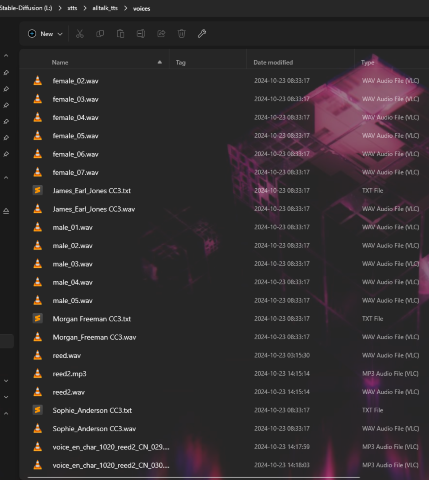 Stable-Diffusion (L:) > xtts > alltalk_tts > voices
New
Name Tag Date modified Type
female_02.wav 2024-10-23 08:33:17 WAV Audio File (VLC)
female_03.wav 2024-10-23 08:33:17 WAV Audio File (VLC)
female_04.wav 2024-10-23 08:33:17 WAV Audio File (VLC)
female_05.wav 2024-10-23 08:33:17 WAV Audio File (VLC)
female_06.wav 2024-10-23 08:33:17 WAV Audio File (VLC)
female_07.wav 2024-10-23 08:33:17 WAV Audio File (VLC)
James_Earl_Jones CC3.txt 2024-10-23 08:33:17 TXT File
James_Earl_Jones CC3.wav 2024-10-23 08:33:17 WAV Audio File (VLC)
male_01.wav 2024-10-23 08:33:17 WAV Audio File (VLC)
male_02.wav 2024-10-23 08:33:17 WAV Audio File (VLC)
male_03.wav 2024-10-23 08:33:17 WAV Audio File (VLC)
male_04.wav 2024-10-23 08:33:17 WAV Audio File (VLC)
male_05.wav 2024-10-23 08:33:17 WAV Audio File (VLC)
Morgan_Freeman CC3.txt 2024-10-23 08:33:17 TXT File
Morgan_Freeman CC3.wav 2024-10-23 08:33:17 WAV Audio File (VLC)
reed.wav 2024-10-23 03:15:30 WAV Audio File (VLC)
reed2.mp3 2024-10-23 14:15:14 MP3 Audio File (VLC)
reed2.wav 2024-10-23 14:15:14 WAV Audio File (VLC)
Sophie_Anderson CC3.txt 2024-10-23 08:33:17 TXT File
Sophie_Anderson CC3.wav 2024-10-23 08:33:17 WAV Audio File (VLC)
voice_en_char_1020_reed2_CN_029.... 2024-10-23 14:17:59 MP3 Audio File (VLC)
voice_en_char_1020_reed2_CN_030.... 2024-10-23 14:18:03 MP3 Audio File (VLC)